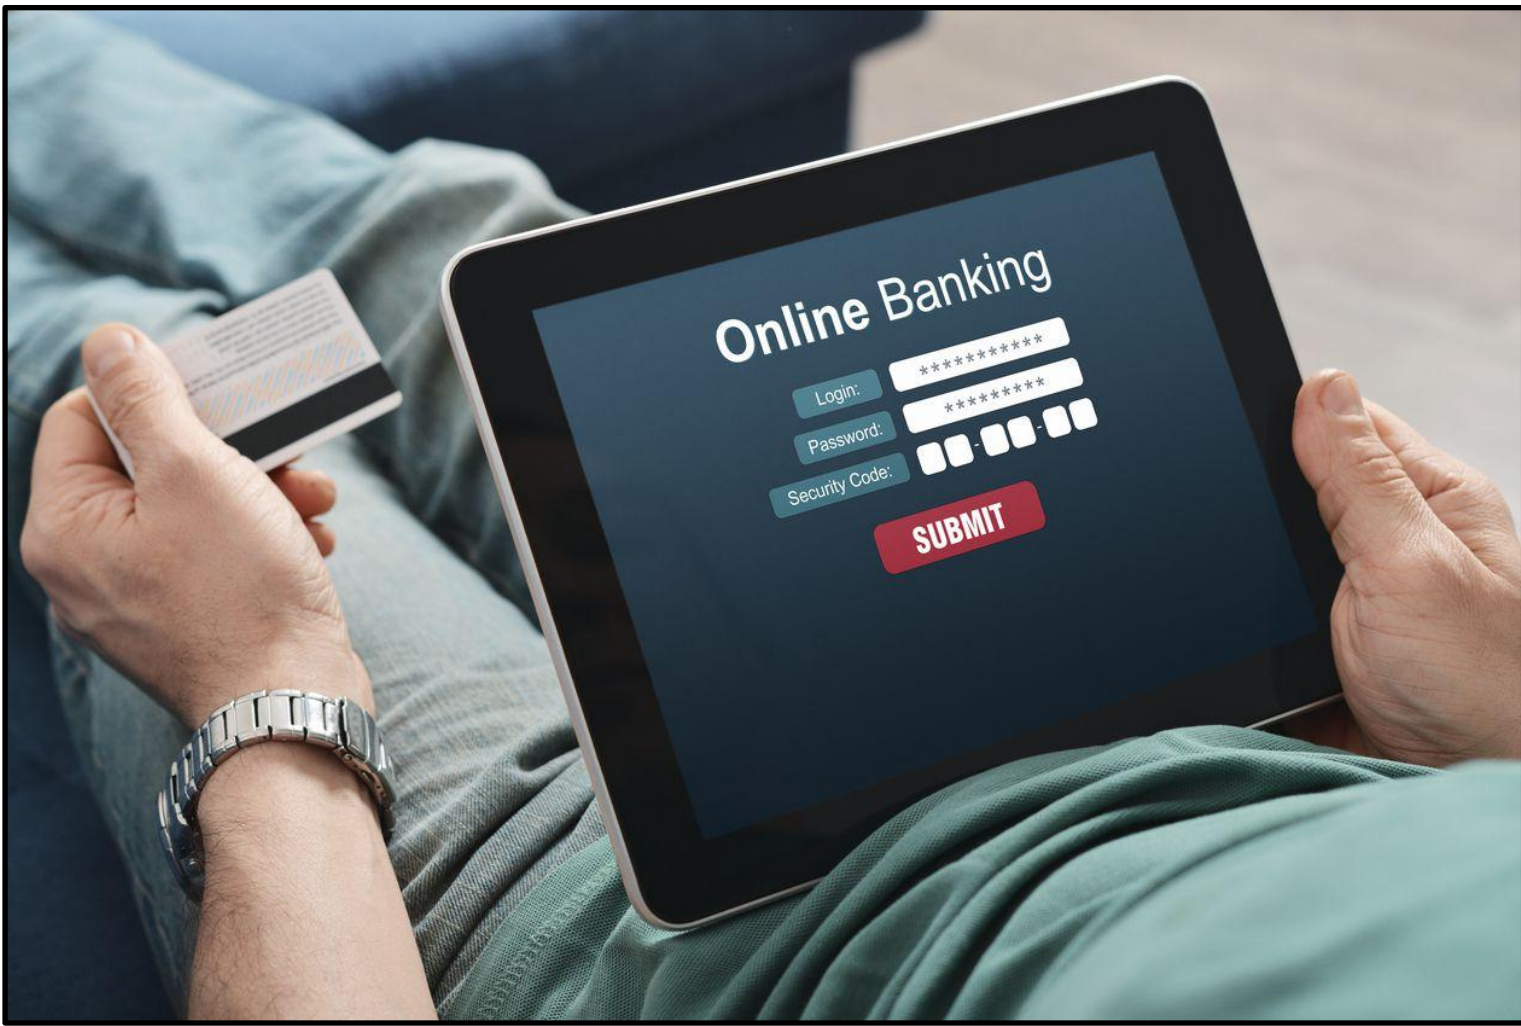 Online Banking
Login: ***********
Password: *********
Security Code: - -
SUBMIT